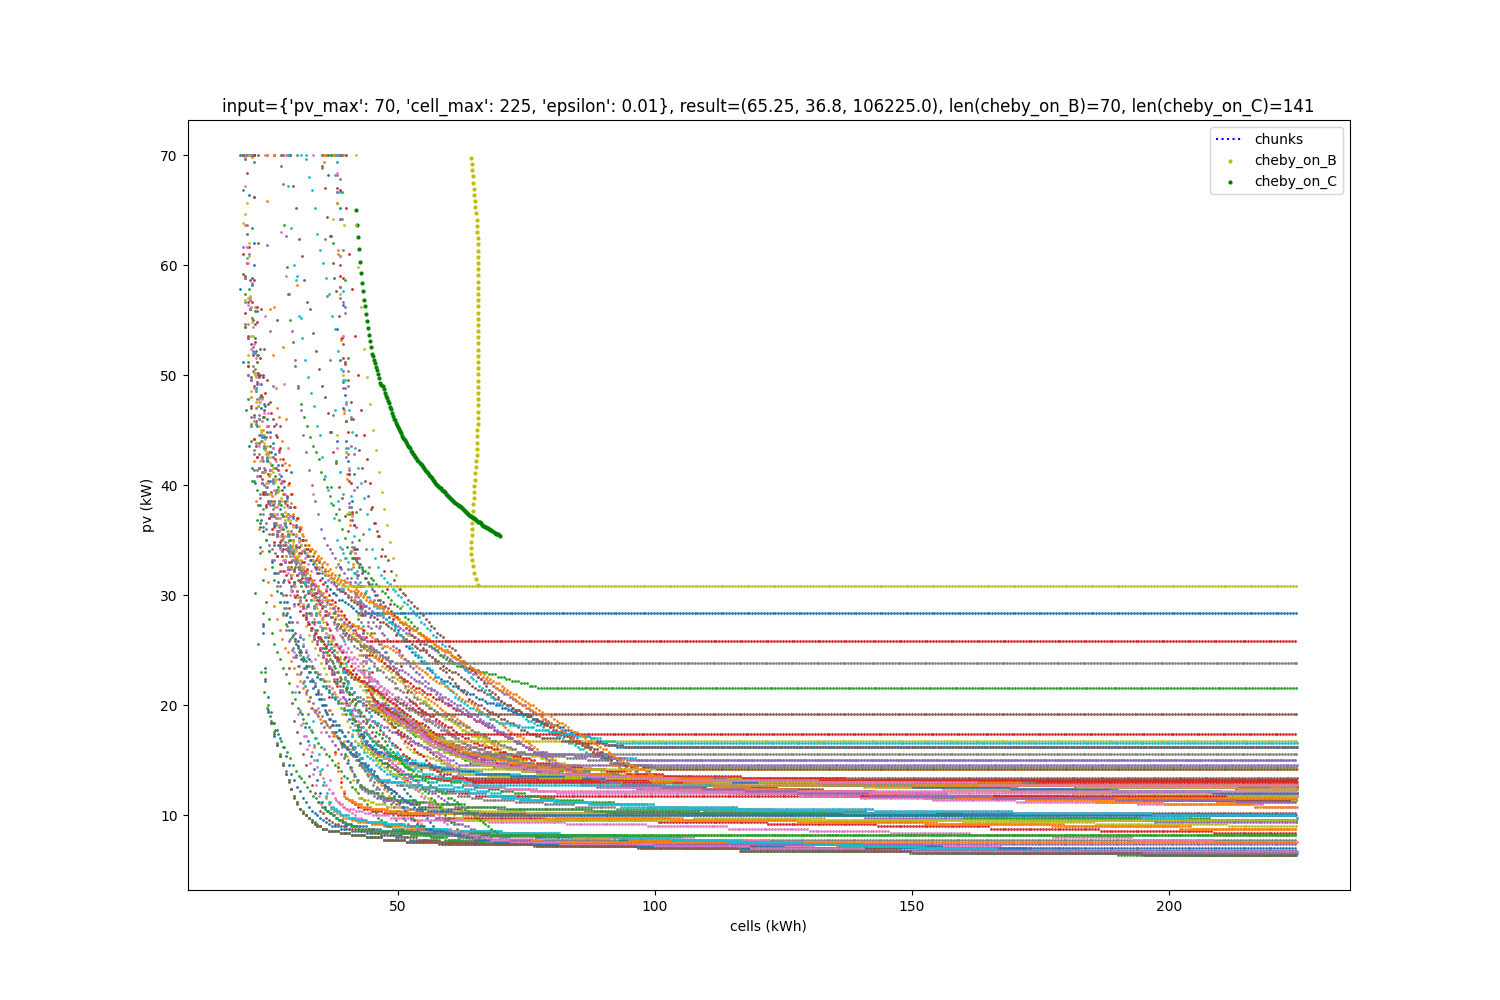 input={'pv_max': 70, 'cell_max': 225, 'epsilon': 0.01}, result=(65.25, 36.8, 106225.0), len(cheby_on_B)=70, len(cheby_on_C)=141
chunks
cheby_on_B
cheby_on_C
70
60
50
40
30
20
10
pv (kW)
50
100
150
200
cells (kWh)